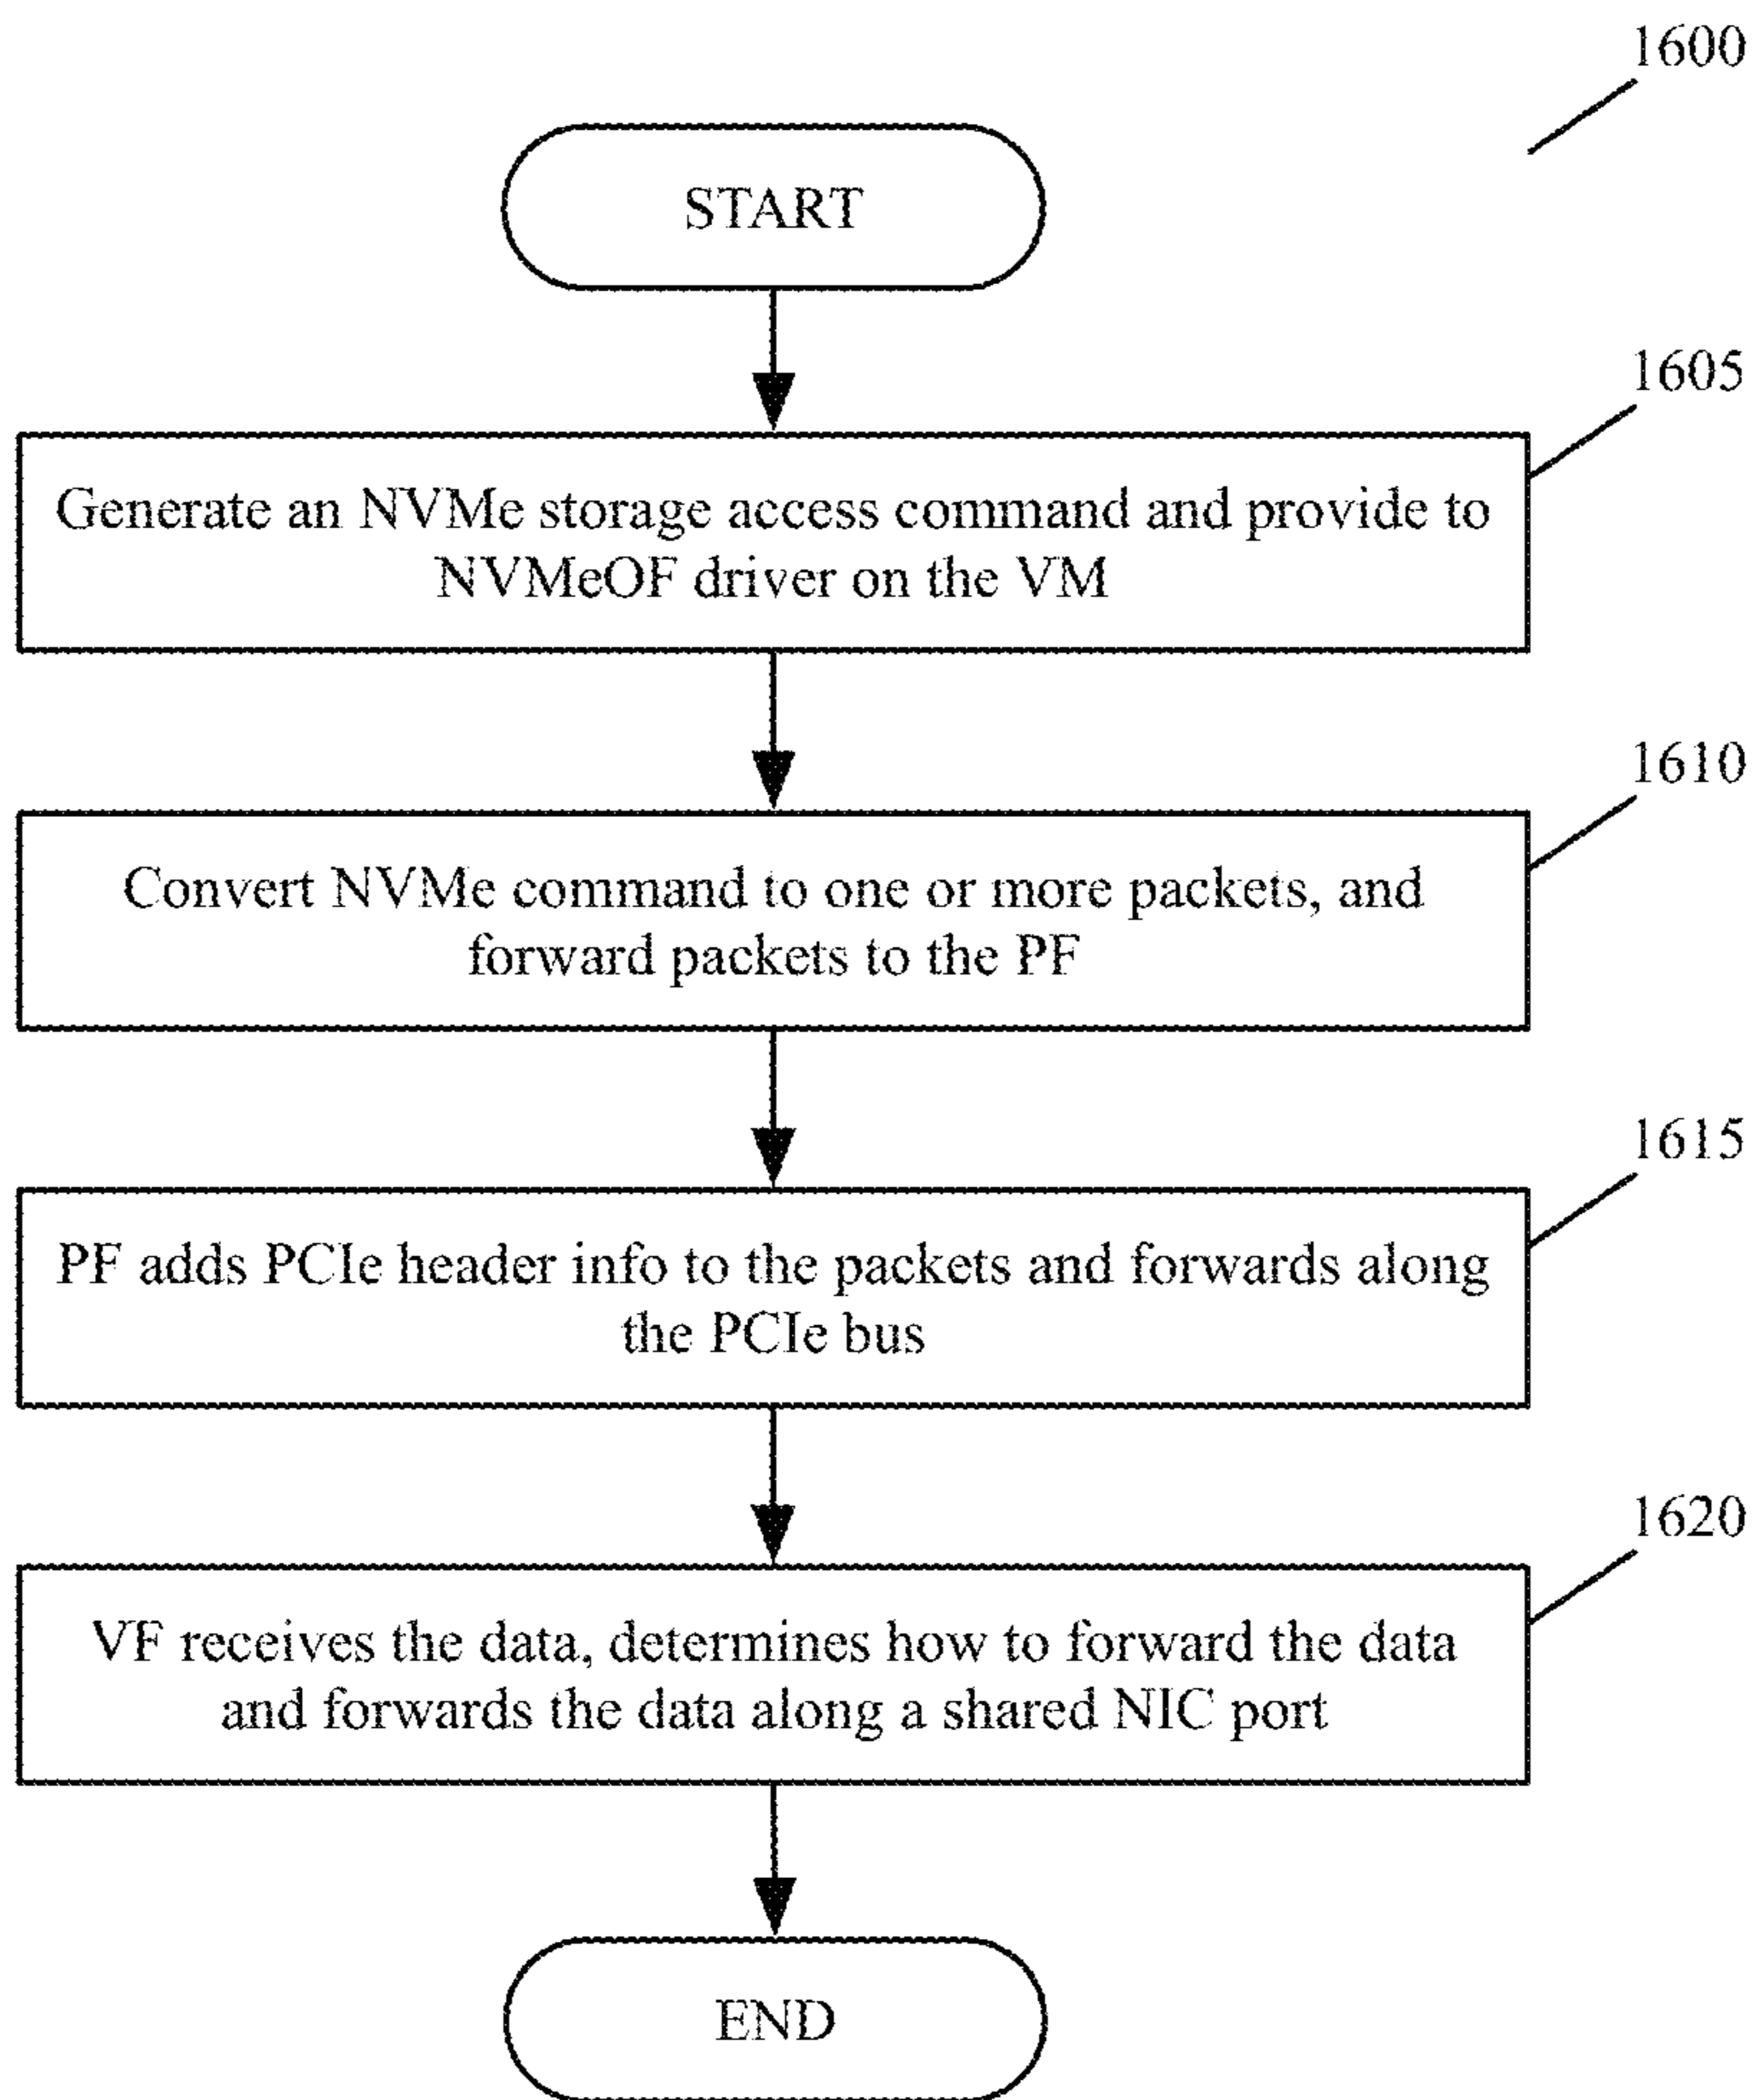 1600
START
1605
Generate an NVMe storage access command and provide to
NVMeOF driver on the VM
1610
Convert NVMe command to one or more packets, and
forward packets to the PF
1615
PF adds PCIe header info to the packets and forwards along
the PCIe bus
1620
VF receives the data, determines how to forward the data
and forwards the data along a shared NIC port
END